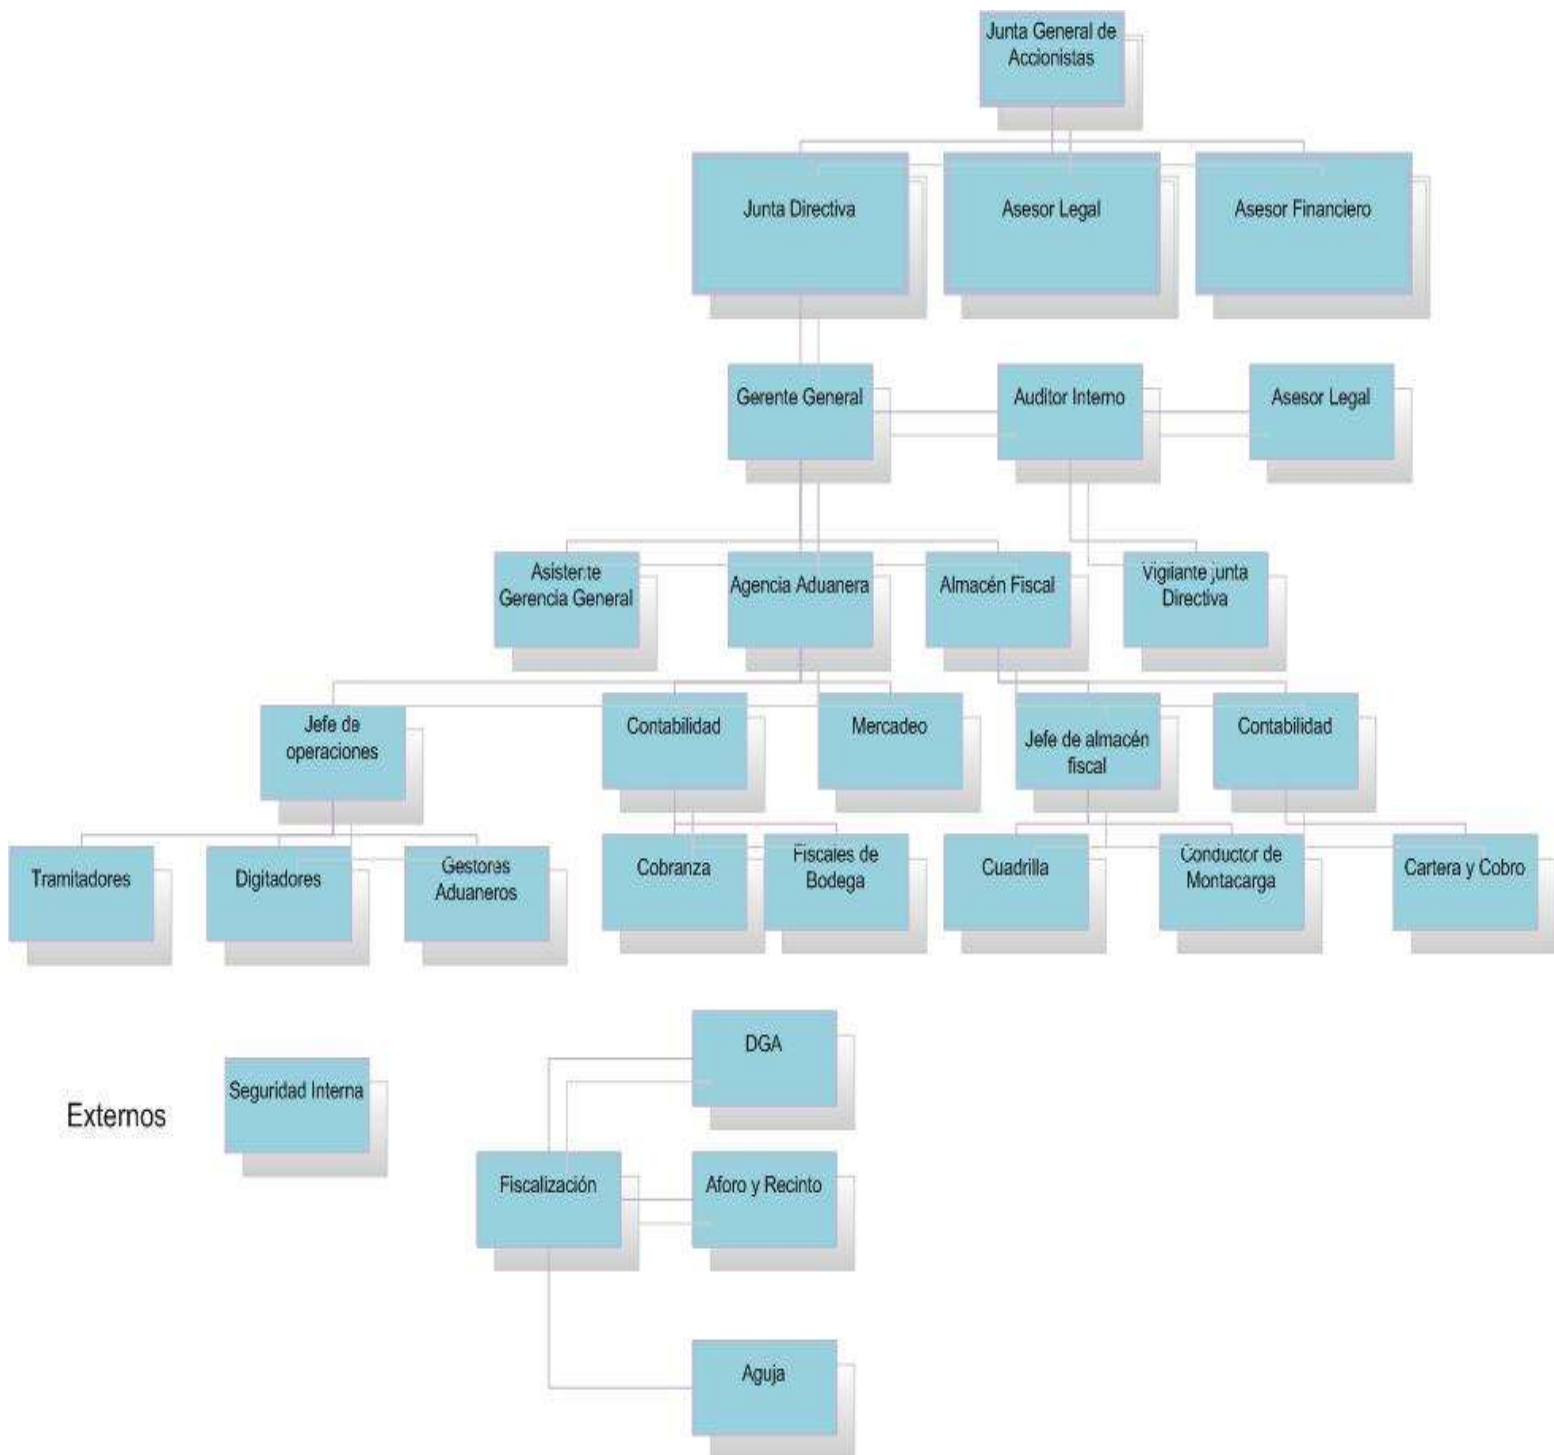 Junta General de
Accionistas
Junta Directiva
Asesor Legal
Asesor Financiero
Gerente General
Auditor Interno
Asesor Legal
Asistente
Gerencia General
Agencia Aduanera
Almacén Fiscal
Vigilante junta
Directiva
Jefe de
operaciones
Contabilidad
Mercadeo
Jefe de almacén
fiscal
Contabilidad
Tramitadores
Digitadores
Gestores
Aduaneros
Cobranza
Fiscales de
Bodega
Cuadrilla
Conductor de
Montacarga
Cartera y Cobro
Externos
Seguridad Interna
DGA
Fiscalización
Aforo y Recinto
Aguja